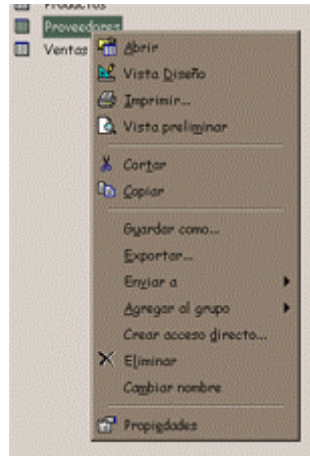 Productos
Proveedores
Ventas
Abrir
Vista Diseño
Imprimir...
Vista preliminar
Cortar
Copiar
Guardar como...
Exportar...
Enviar a
Agregar al grupo
Crear acceso directo...
Eliminar
Cambiar nombre
Propiedades